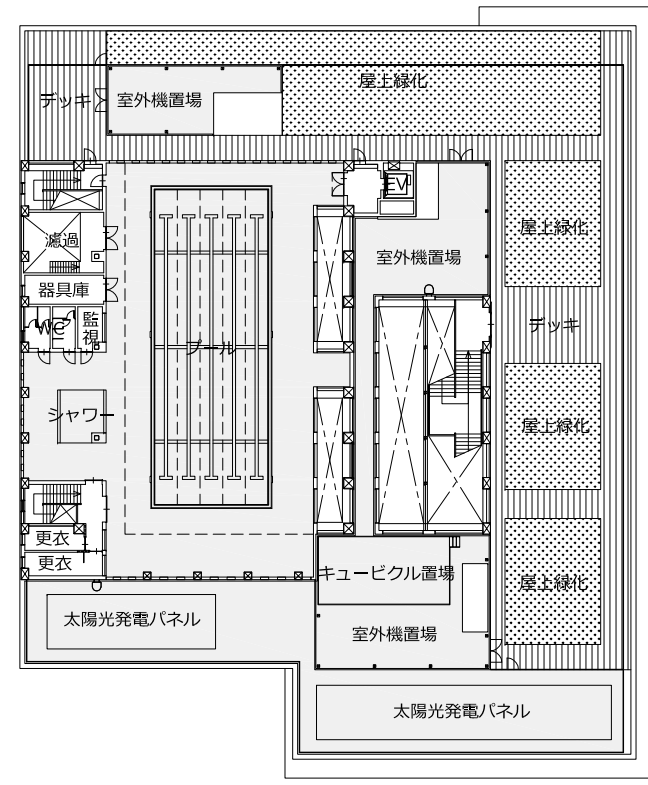 屋上緑化
デッキ
室外機置場
EV
屋上緑化
濾過
室外機置場
器具庫
デッキ
WC
監視
プール
シャワー
屋上緑化
更衣
更衣
キュービクル置場
屋上緑化
太陽光発電パネル
室外機置場
太陽光発電パネル